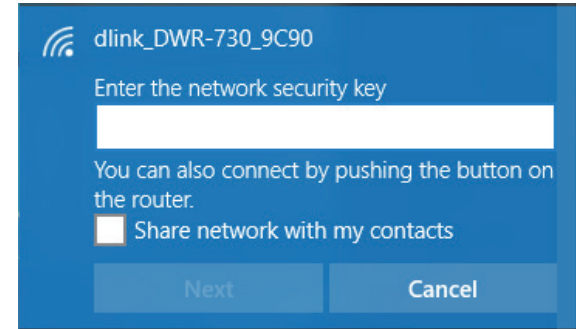 dlink_DWR-730_9C90
Enter the network security key
You can also connect by pushing the button on
the router.
Share network with my contacts
Next
Cancel